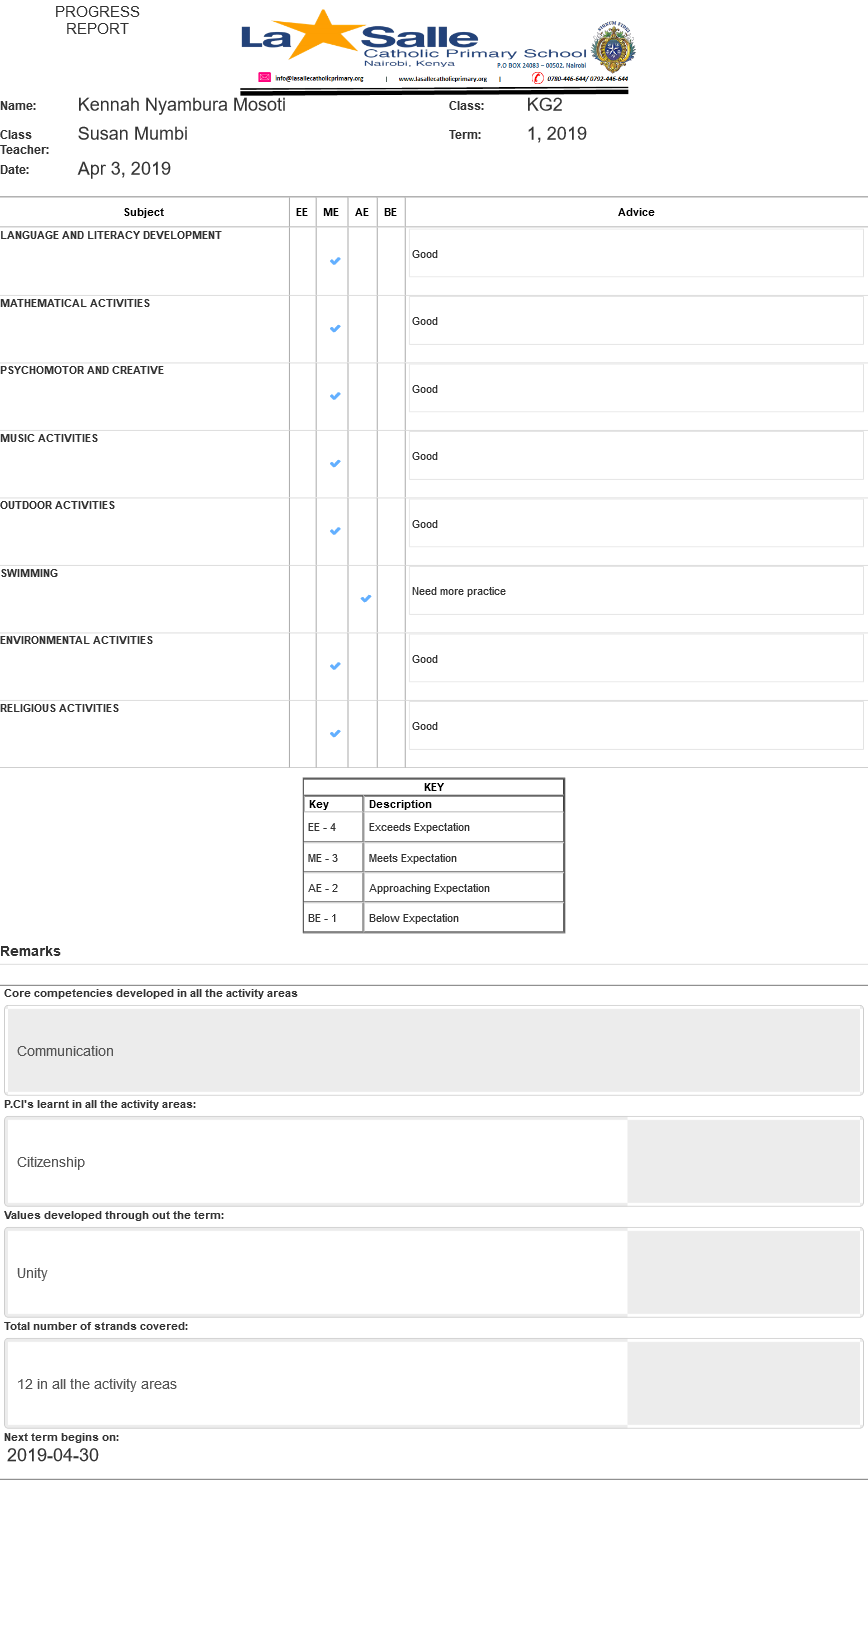 PROGRESS
REPORT
La Salle
Catholic Primary School
Nairobi, Kenya
P.O BOX 24083 – 00502, Nairobi
info@lasallecatholicprimary.org | www.lasallecatholicprimary.org | 0780-446-644/ 0792-446-644
Name: Kennah Nyambura Mosoti Class: KG2
Class Teacher: Susan Mumbi Term: 1, 2019
Date: Apr 3, 2019
Subject EE ME AE BE Advice
LANGUAGE AND LITERACY DEVELOPMENT ✔ Good
MATHEMATICAL ACTIVITIES ✔ Good
PSYCHOMOTOR AND CREATIVE ✔ Good
MUSIC ACTIVITIES ✔ Good
OUTDOOR ACTIVITIES ✔ Good
SWIMMING ✔ Need more practice
ENVIRONMENTAL ACTIVITIES ✔ Good
RELIGIOUS ACTIVITIES ✔ Good
KEY
Key Description
EE - 4 Exceeds Expectation
ME - 3 Meets Expectation
AE - 2 Approaching Expectation
BE - 1 Below Expectation
Remarks
Core competencies developed in all the activity areas
Communication
P.CI's learnt in all the activity areas:
Citizenship
Values developed through out the term:
Unity
Total number of strands covered:
12 in all the activity areas
Next term begins on:
2019-04-30